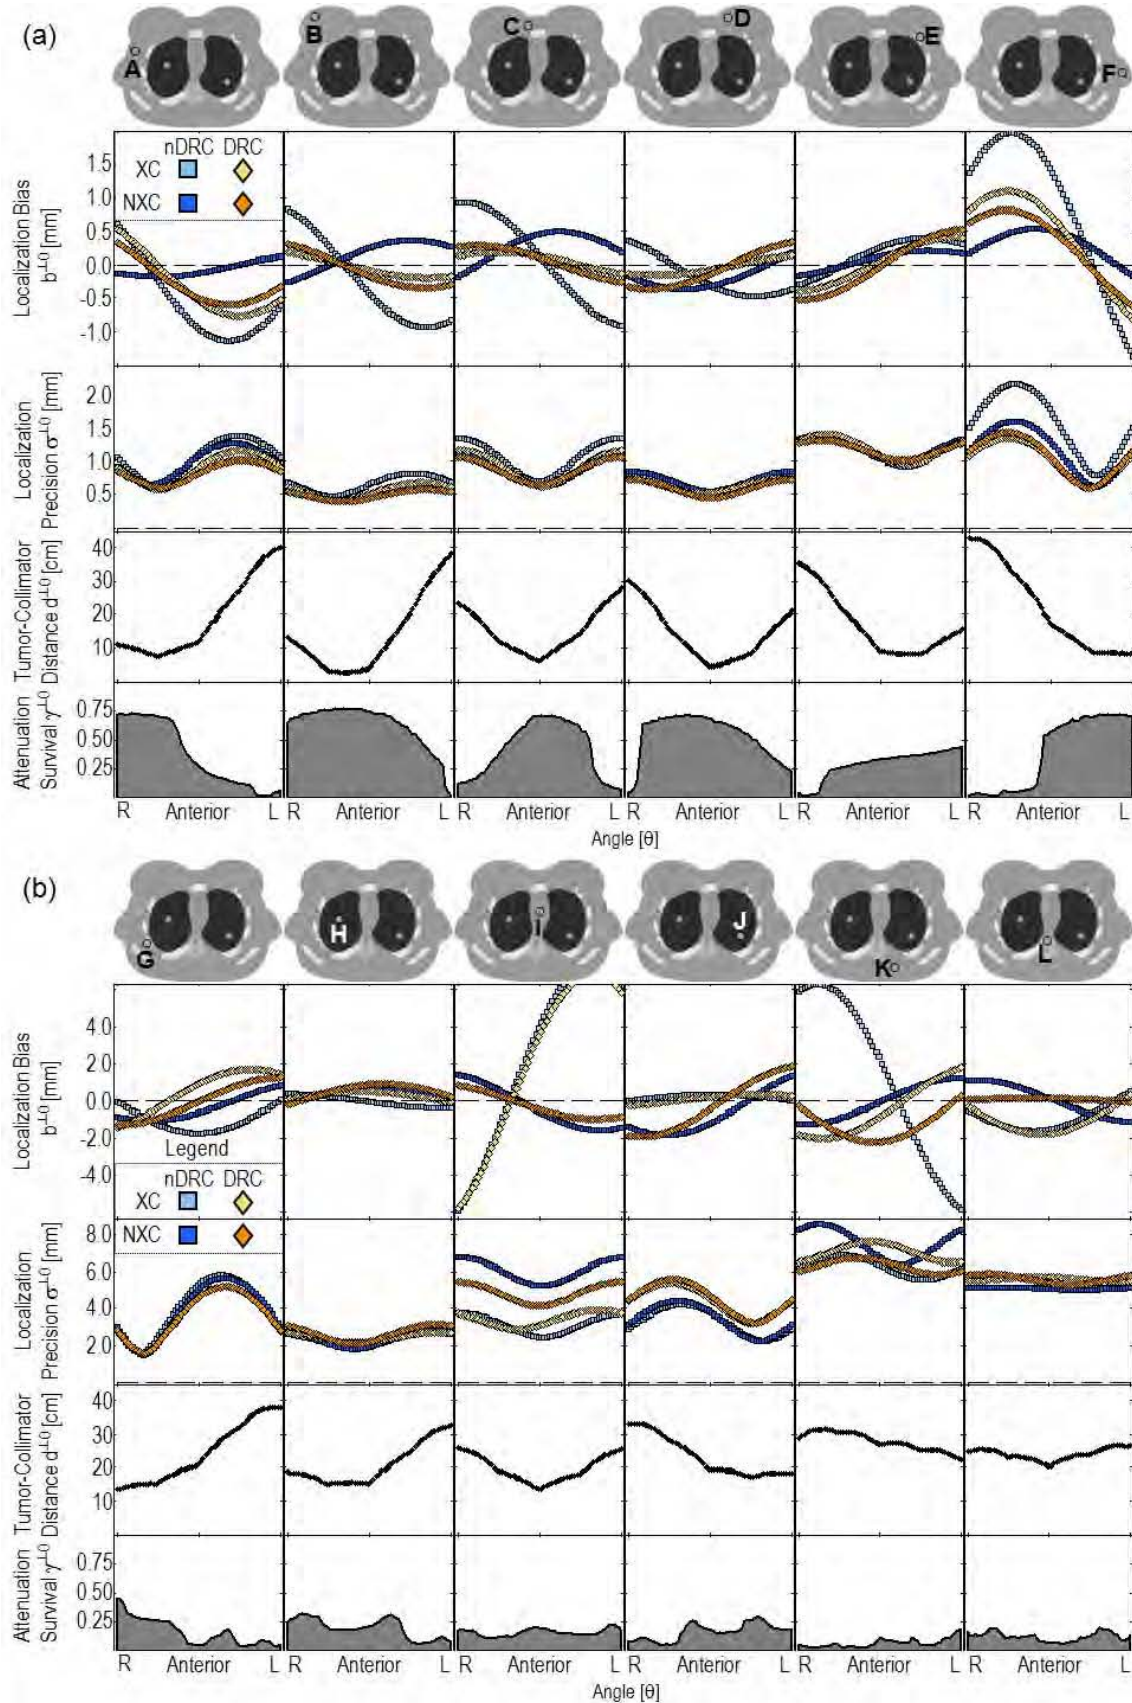 (a)
A
B
C
D
E
F
Localization Bias
b⊥θ [mm]
1.5
1.0
0.5
0.0
-0.5
-1.0
nDRC DRC
XC
NXC
Localization
Precision σ⊥θ [mm]
2.0
1.5
1.0
0.5
Tumor-Collimator
Distance d⊥θ [cm]
40
30
20
10
Attenuation
Survival γ⊥θ
0.75
0.50
0.25
R Anterior L R Anterior L R Anterior L R Anterior L R Anterior L R Anterior L
Angle [θ]
(b)
G
H
I
J
K
L
Localization Bias
b⊥θ [mm]
4.0
2.0
0.0
-2.0
-4.0
Legend
nDRC DRC
XC
NXC
Localization
Precision σ⊥θ [mm]
8.0
6.0
4.0
2.0
Tumor-Collimator
Distance d⊥θ [cm]
40
30
20
10
Attenuation
Survival γ⊥θ
0.75
0.50
0.25
R Anterior L R Anterior L R Anterior L R Anterior L R Anterior L R Anterior L
Angle [θ]